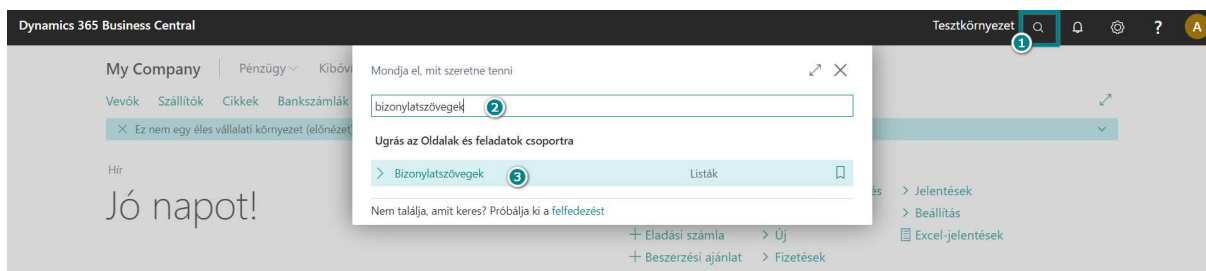 Dynamics 365 Business Central
Tesztkörnyezet
1
?
A
My Company
Pénzügy
Vevők Szállítók Cikkek Bankszámlák
Ez nem egy éles vállalati környezet (előnézet)
Hír
Jó napot!
Mondja el, mit szeretne tenni
bizonylatszövegek 2
Ugrás az Oldalak és feladatok csoportra
Bizonylatszövegek 3 Listák
Nem találja, amit keres? Próbálja ki a felfedezést
+ Eladási számla > Új
+ Beszerzési ajánlat > Fizetések
> Jelentések
> Beállítás
Excel-jelentések